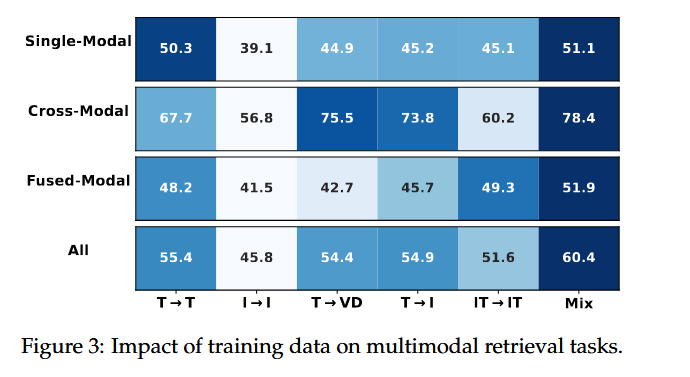 Single-Modal 50.3 39.1 44.9 45.2 45.1 51.1
Cross-Modal 67.7 56.8 75.5 73.8 60.2 78.4
Fused-Modal 48.2 41.5 42.7 45.7 49.3 51.9
All 55.4 45.8 54.4 54.9 51.6 60.4
T→T I→I T→VD T→I IT→IT Mix
Figure 3: Impact of training data on multimodal retrieval tasks.